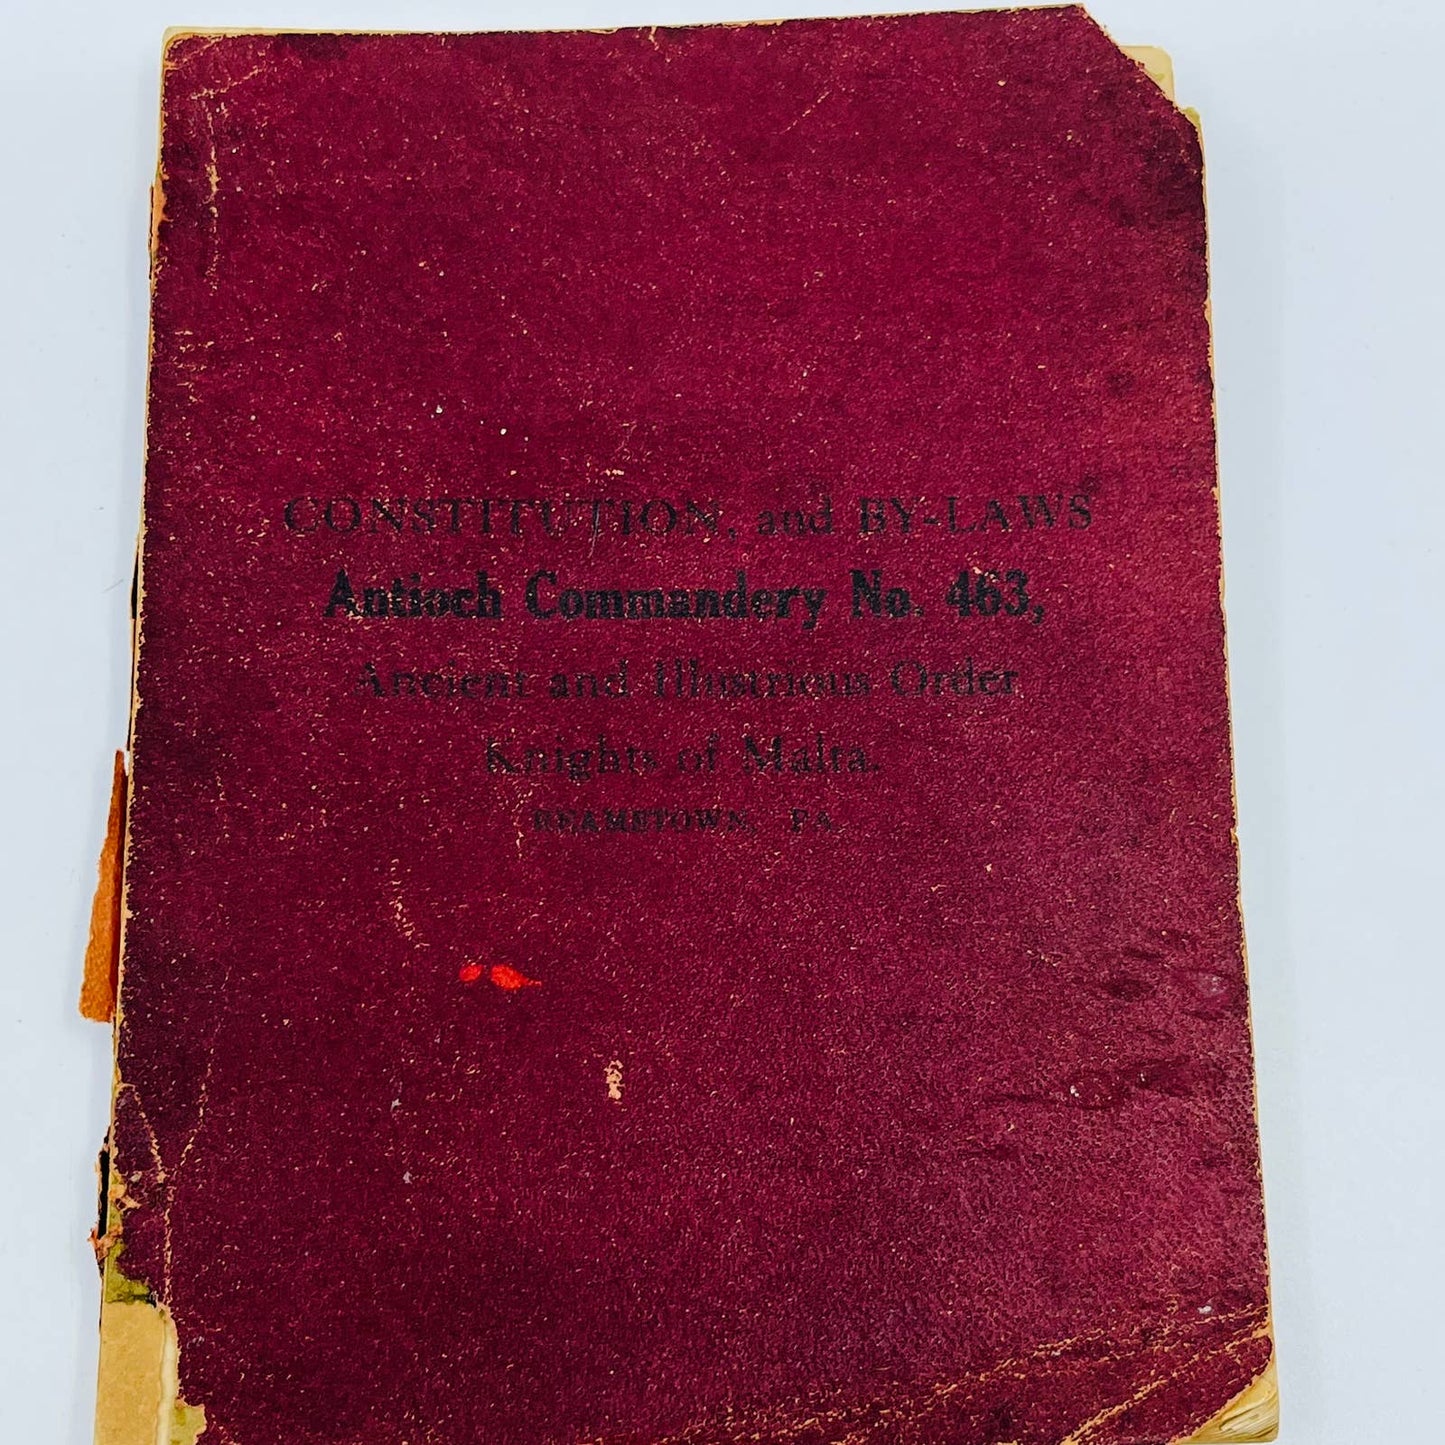 CONSTITUTION, and BY-LAWS
Antioch Commandery No. 463,
Ancient and Illustrious Order
Knights of Malta.
REAMSTOWN, PA.